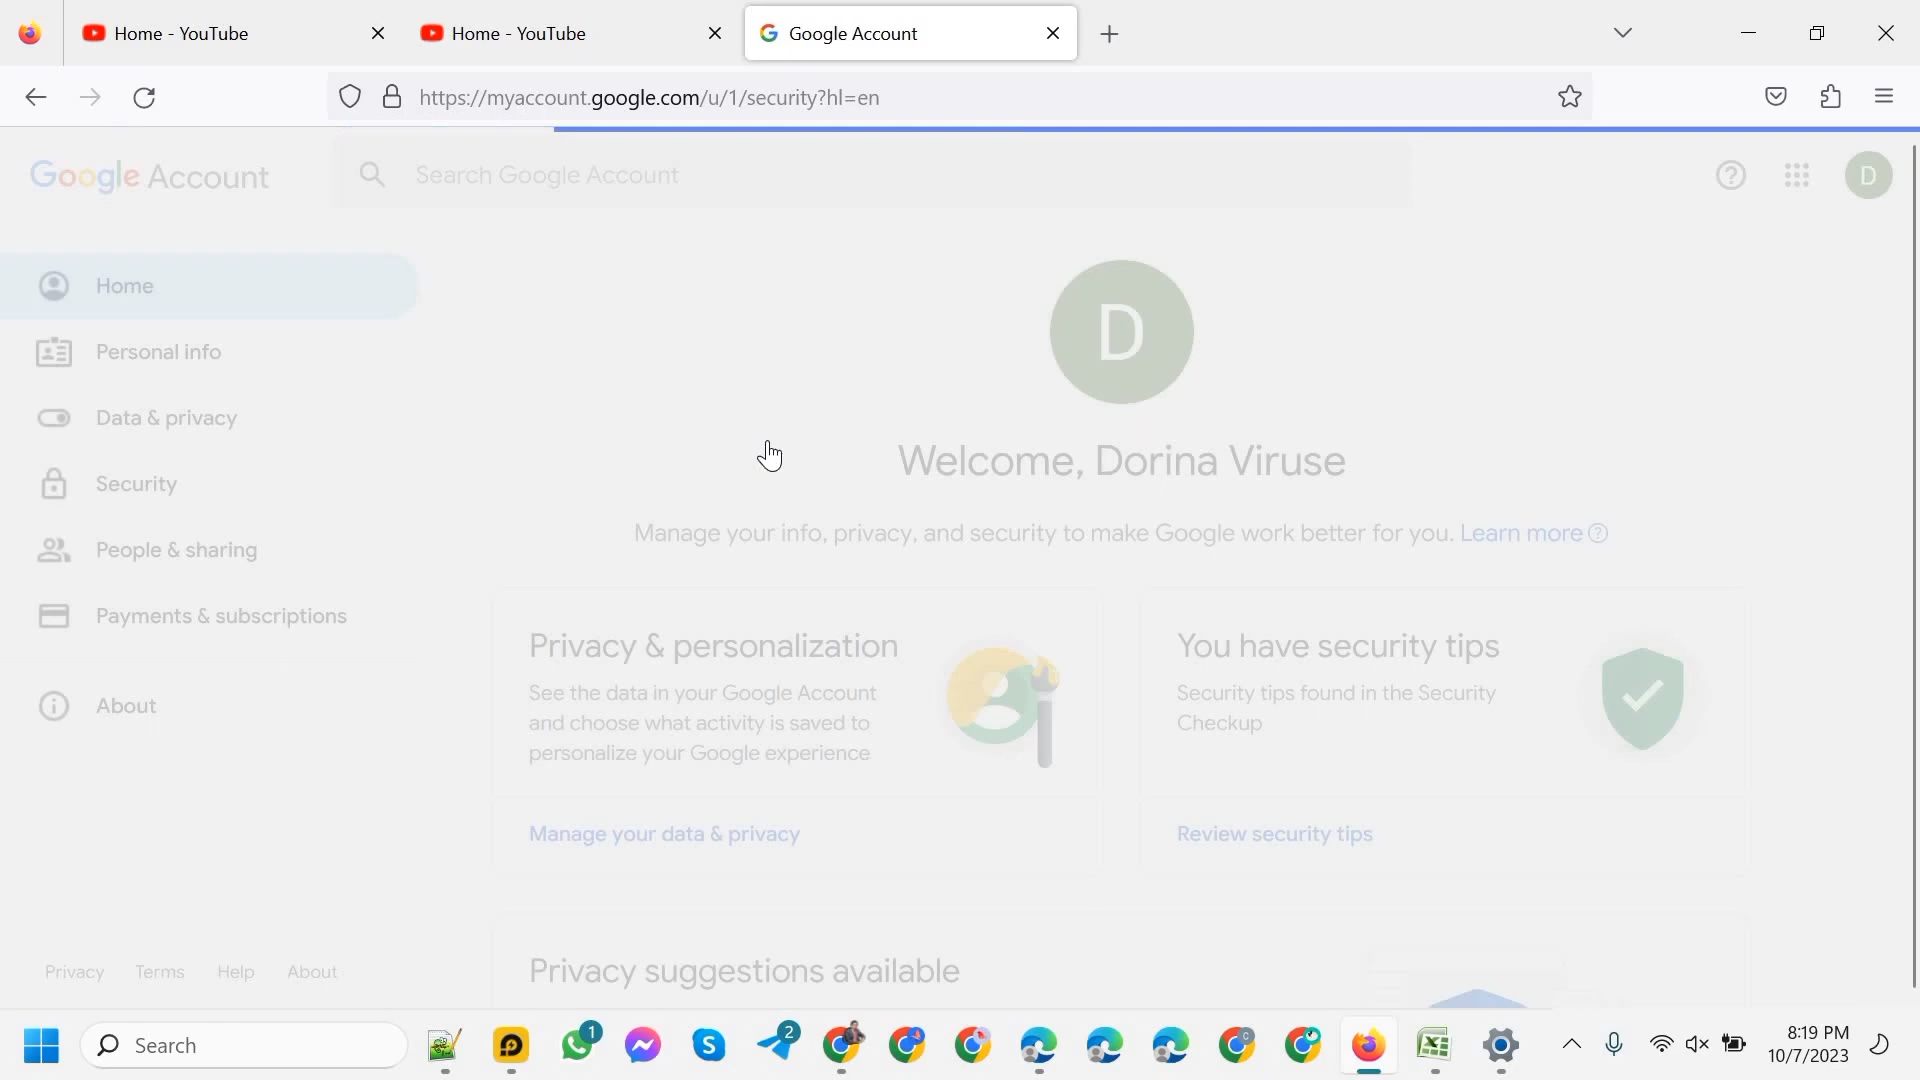 Home - YouTube
Home - YouTube
Google Account
https://myaccount.google.com/u/1/security?hl=en
Google Account
Search Google Account
D
Home
Personal info
Data & privacy
Security
People & sharing
Payments & subscriptions
About
D
Welcome, Dorina Viruse
Manage your info, privacy, and security to make Google work better for you. Learn more
Privacy & personalization
See the data in your Google Account
and choose what activity is saved to
personalize your Google experience
Manage your data & privacy
You have security tips
Security tips found in the Security
Checkup
Review security tips
Privacy suggestions available
Privacy Terms Help About
Search
1
2
8:19 PM
10/7/2023